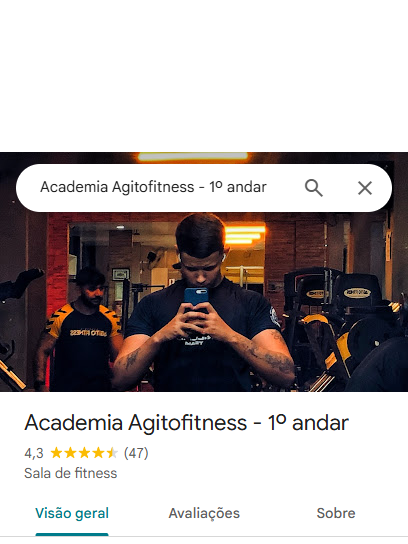 Academia Agitofitness - 1º andar
Academia Agitofitness - 1º andar
4,3 (47)
Sala de fitness
Visão geral
Avaliações
Sobre